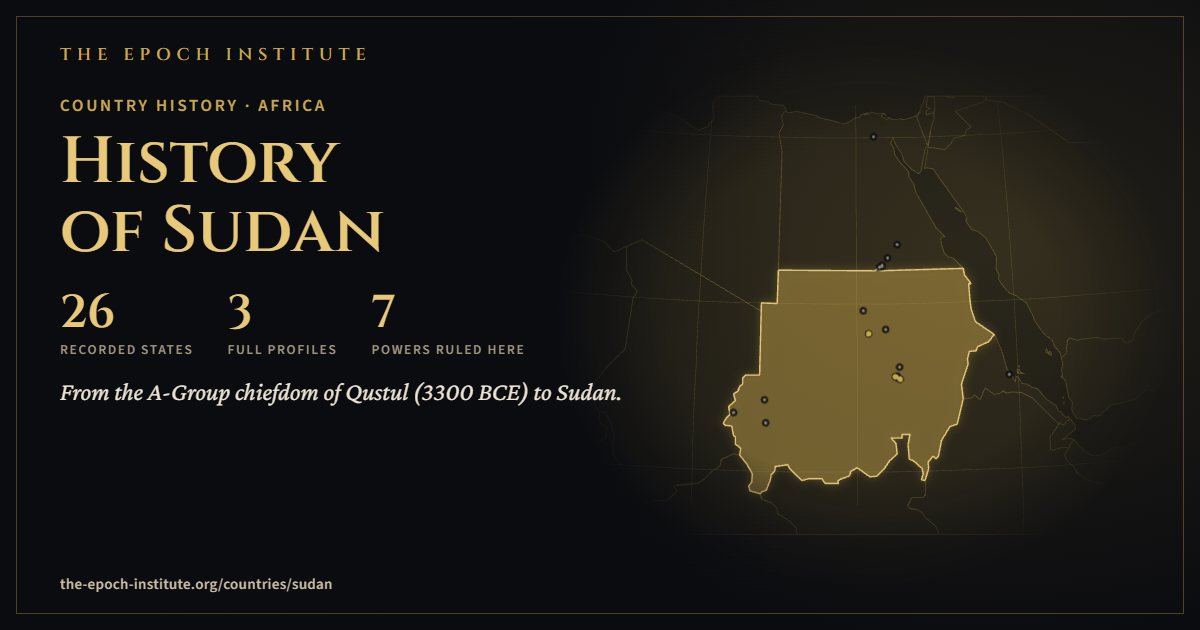 THE EPOCH INSTITUTE
COUNTRY HISTORY · AFRICA
History
of Sudan
26 3 7
RECORDED STATES FULL PROFILES POWERS RULED HERE
From the A-Group chiefdom of Qustul (3300 BCE) to Sudan.
the-epoch-institute.org/countries/sudan